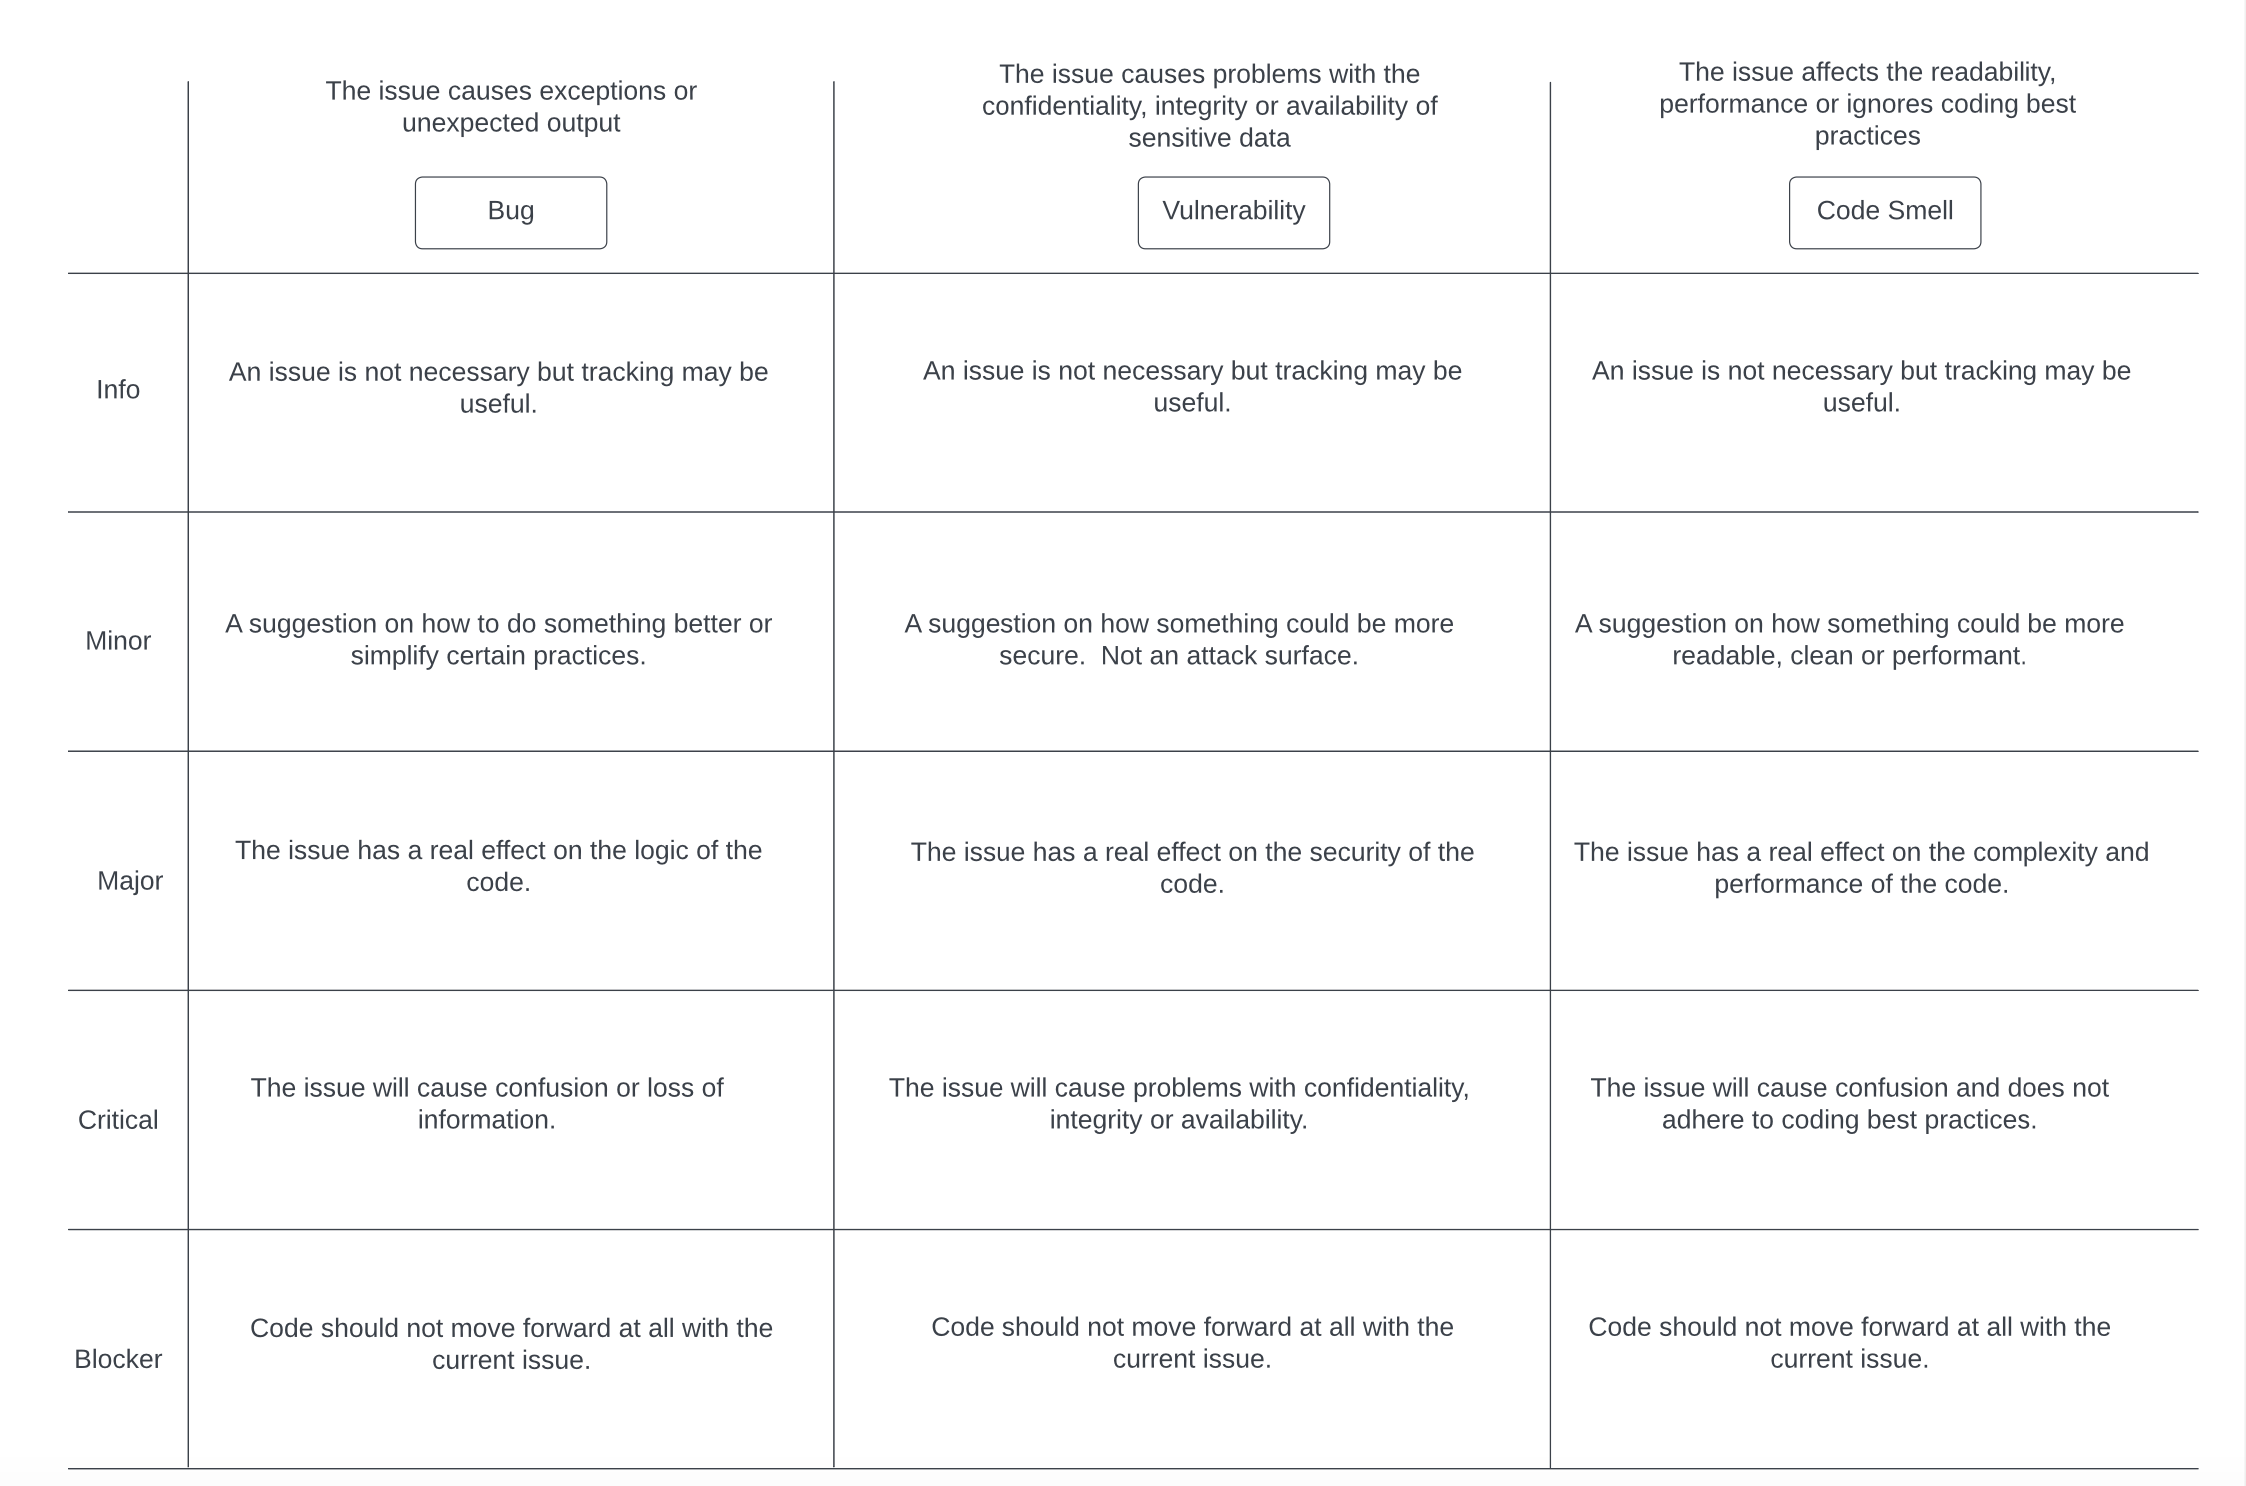 The issue causes exceptions or
unexpected output
Bug
The issue causes problems with the
confidentiality, integrity or availability of
sensitive data
Vulnerability
The issue affects the readability,
performance or ignores coding best
practices
Code Smell
Info
An issue is not necessary but tracking may be
useful.
An issue is not necessary but tracking may be
useful.
An issue is not necessary but tracking may be
useful.
Minor
A suggestion on how to do something better or
simplify certain practices.
A suggestion on how something could be more
secure.  Not an attack surface.
A suggestion on how something could be more
readable, clean or performant.
Major
The issue has a real effect on the logic of the
code.
The issue has a real effect on the security of the
code.
The issue has a real effect on the complexity and
performance of the code.
Critical
The issue will cause confusion or loss of
information.
The issue will cause problems with confidentiality,
integrity or availability.
The issue will cause confusion and does not
adhere to coding best practices.
Blocker
Code should not move forward at all with the
current issue.
Code should not move forward at all with the
current issue.
Code should not move forward at all with the
current issue.